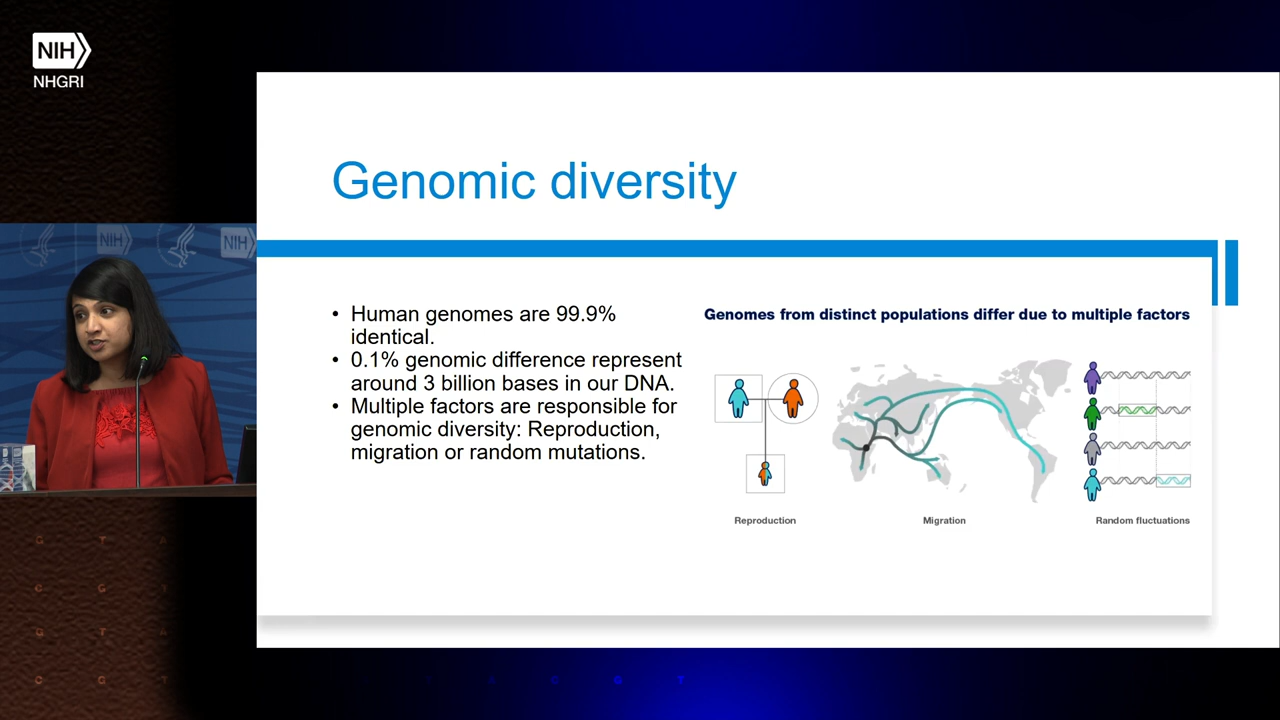 NIH
NHGRI
NIH
NIH
Genomic diversity
• Human genomes are 99.9%
identical.
• 0.1% genomic difference represent
around 3 billion bases in our DNA.
• Multiple factors are responsible for
genomic diversity: Reproduction,
migration or random mutations.
Genomes from distinct populations differ due to multiple factors
Reproduction
Migration
Random fluctuations